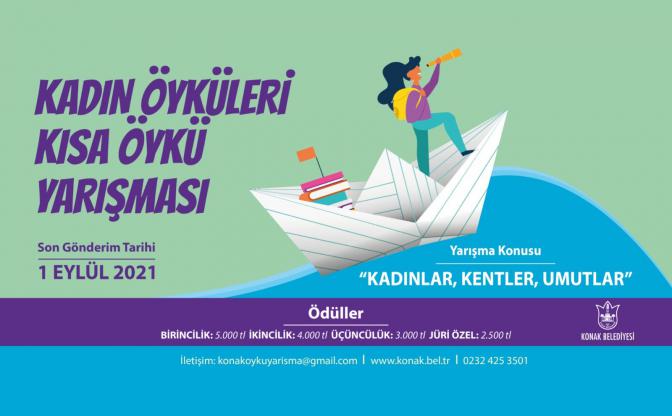 KADIN ÖYKÜLERİ
KISA ÖYKÜ
YARIŞMASI
Son Gönderim Tarihi
1 EYLÜL 2021
Yarışma Konusu
“KADINLAR, KENTLER, UMUTLAR”
Ödüller
BİRİNCİLİK: 5.000 tl İKİNCİLİK: 4.000 tl ÜÇÜNCÜLÜK: 3.000 tl JÜRİ ÖZEL: 2.500 tl
KONAK BELEDİYESİ
İletişim: konakoykuyarisma@gmail.com | www.konak.bel.tr | 0232 425 3501